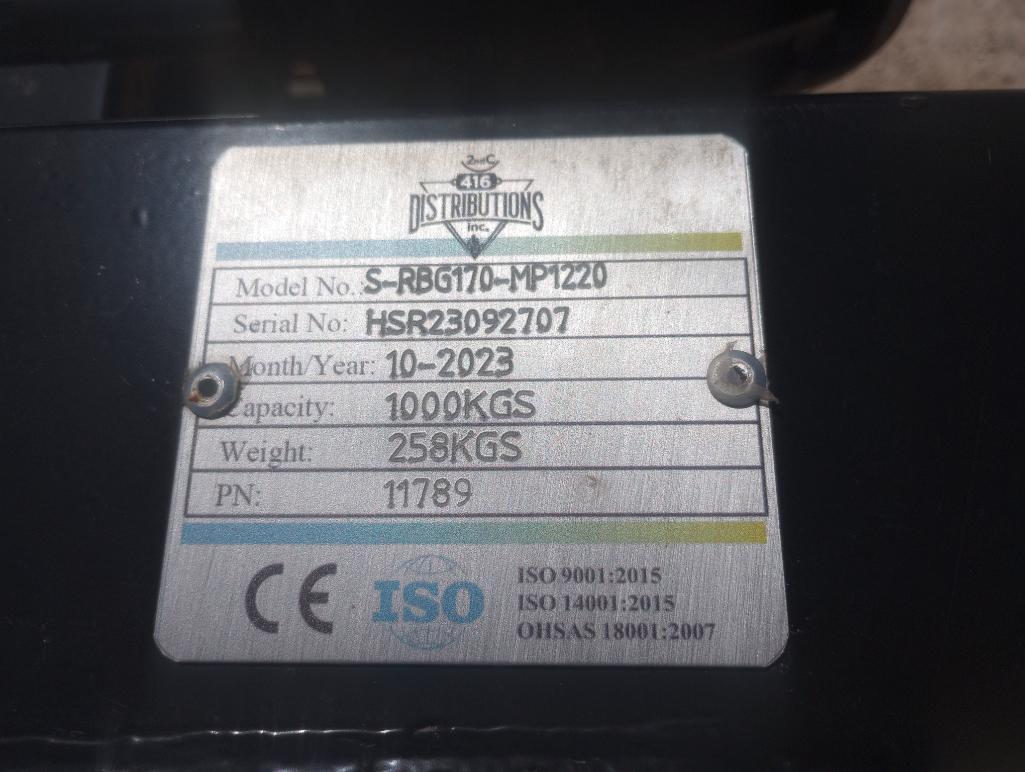 2ndC
416
DISTRIBUTIONS
inc.
Model No.: S-RBG170-MP1220
Serial No: HSR23092707
Month/Year: 10-2023
Capacity: 1000KGS
Weight: 258KGS
PN: 11789
CE ISO ISO 9001:2015
ISO 14001:2015
OHSAS 18001:2007